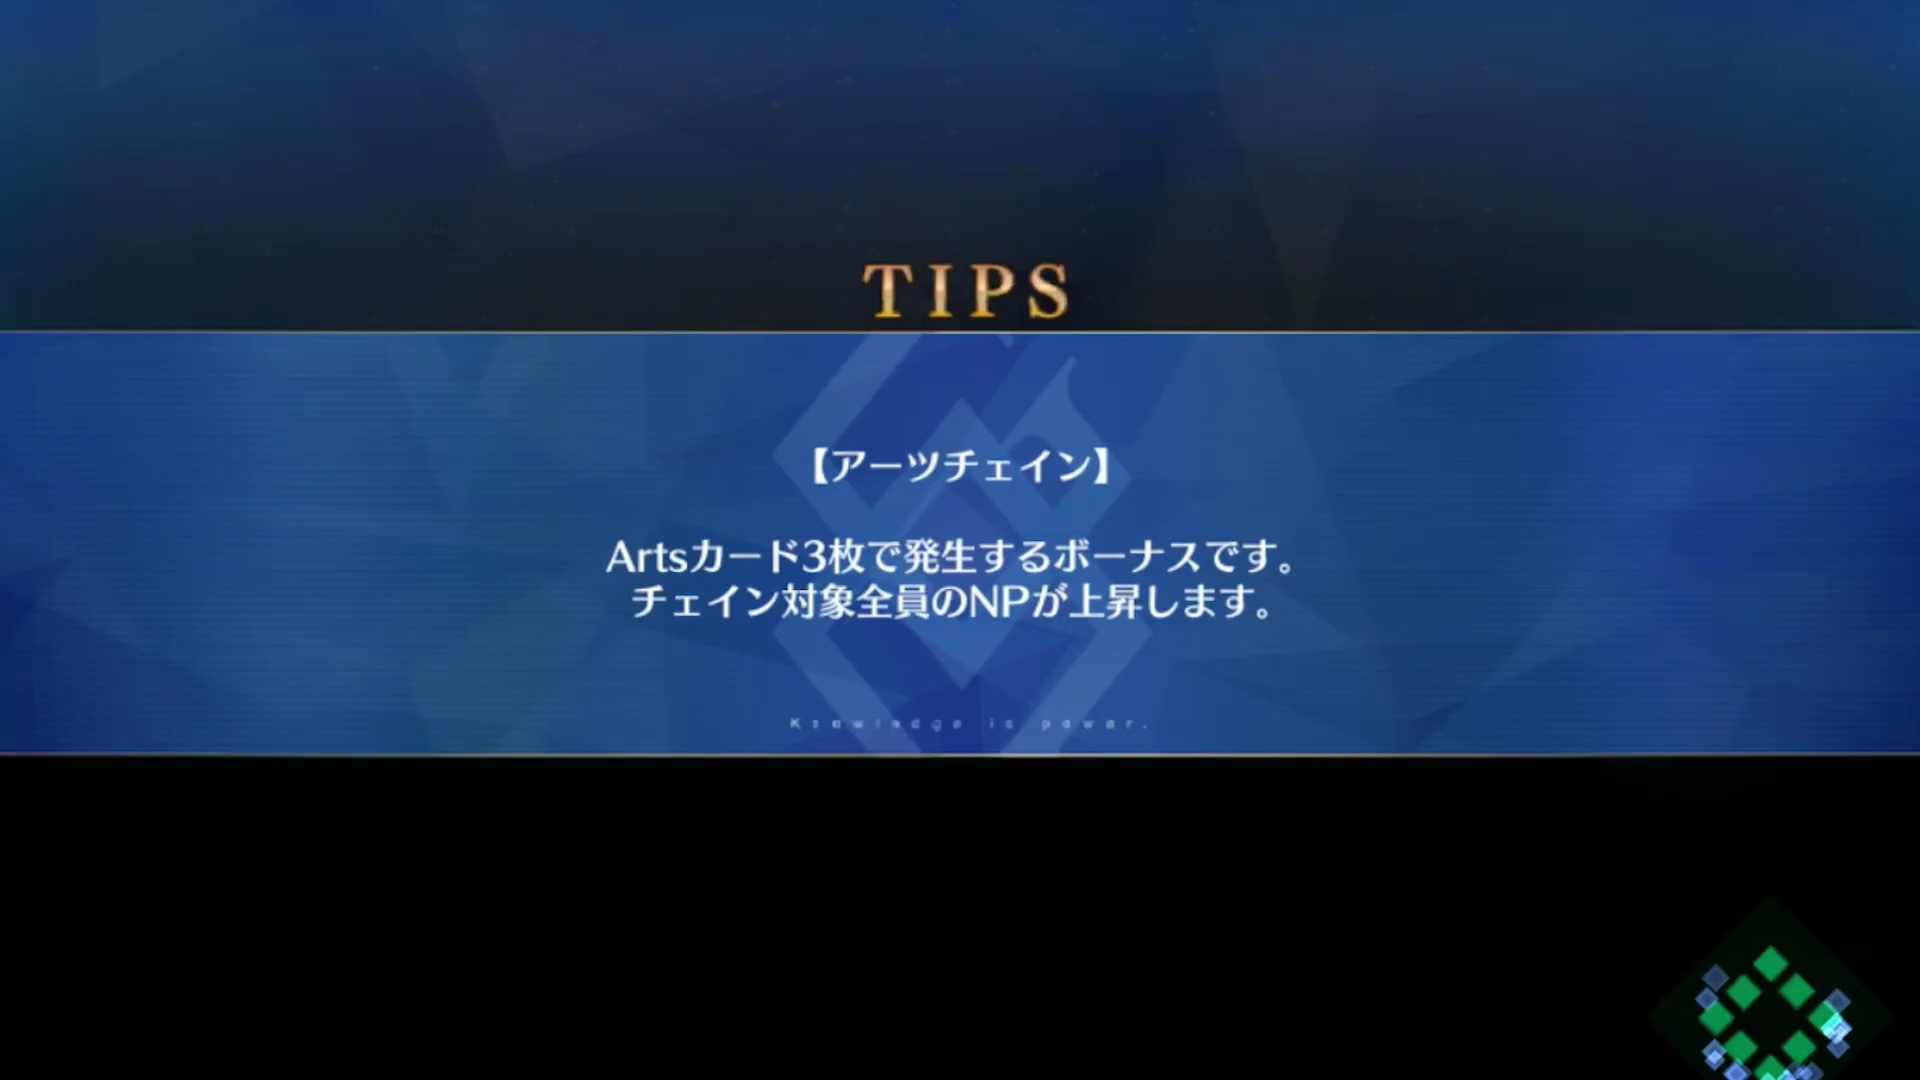 TIPS
【アーツチェイン】
Artsカード3枚で発生するボーナスです。
チェイン対象全員のNPが上昇します。
Knowledge is power.